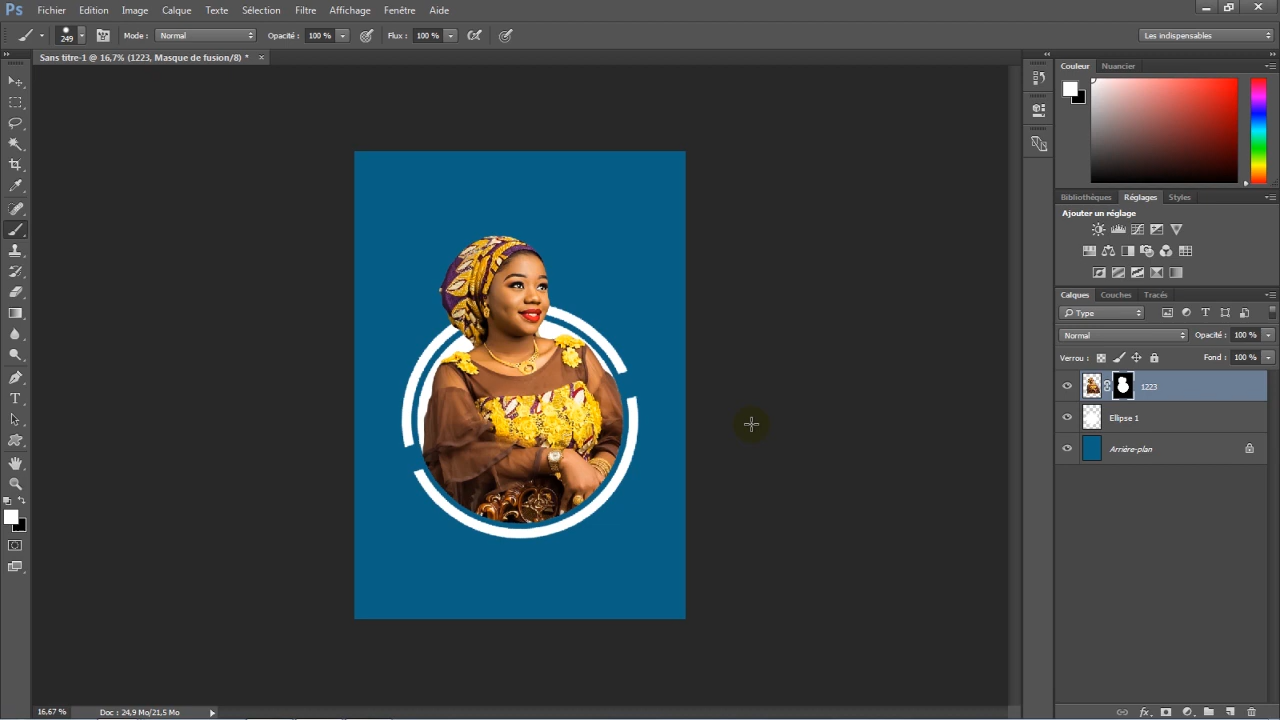 Ps Fichier Edition Image Calque Texte Sélection Filtre Affichage Fenêtre Aide
249 Mode : Normal Opacité : 100 % Flux : 100 % Les indispensables
Sans titre-1 @ 16,7% (1223, Masque de fusion/8) * ×
Couleur Nuancier
Bibliothèques Réglages Styles
Ajouter un réglage
Calques Couches Tracés
Type
Normal Opacité : 100 %
Verrou : Fond : 100 %
1223
Ellipse 1
Arrière-plan
16,67 % Doc : 24,9 Mo/21,5 Mo